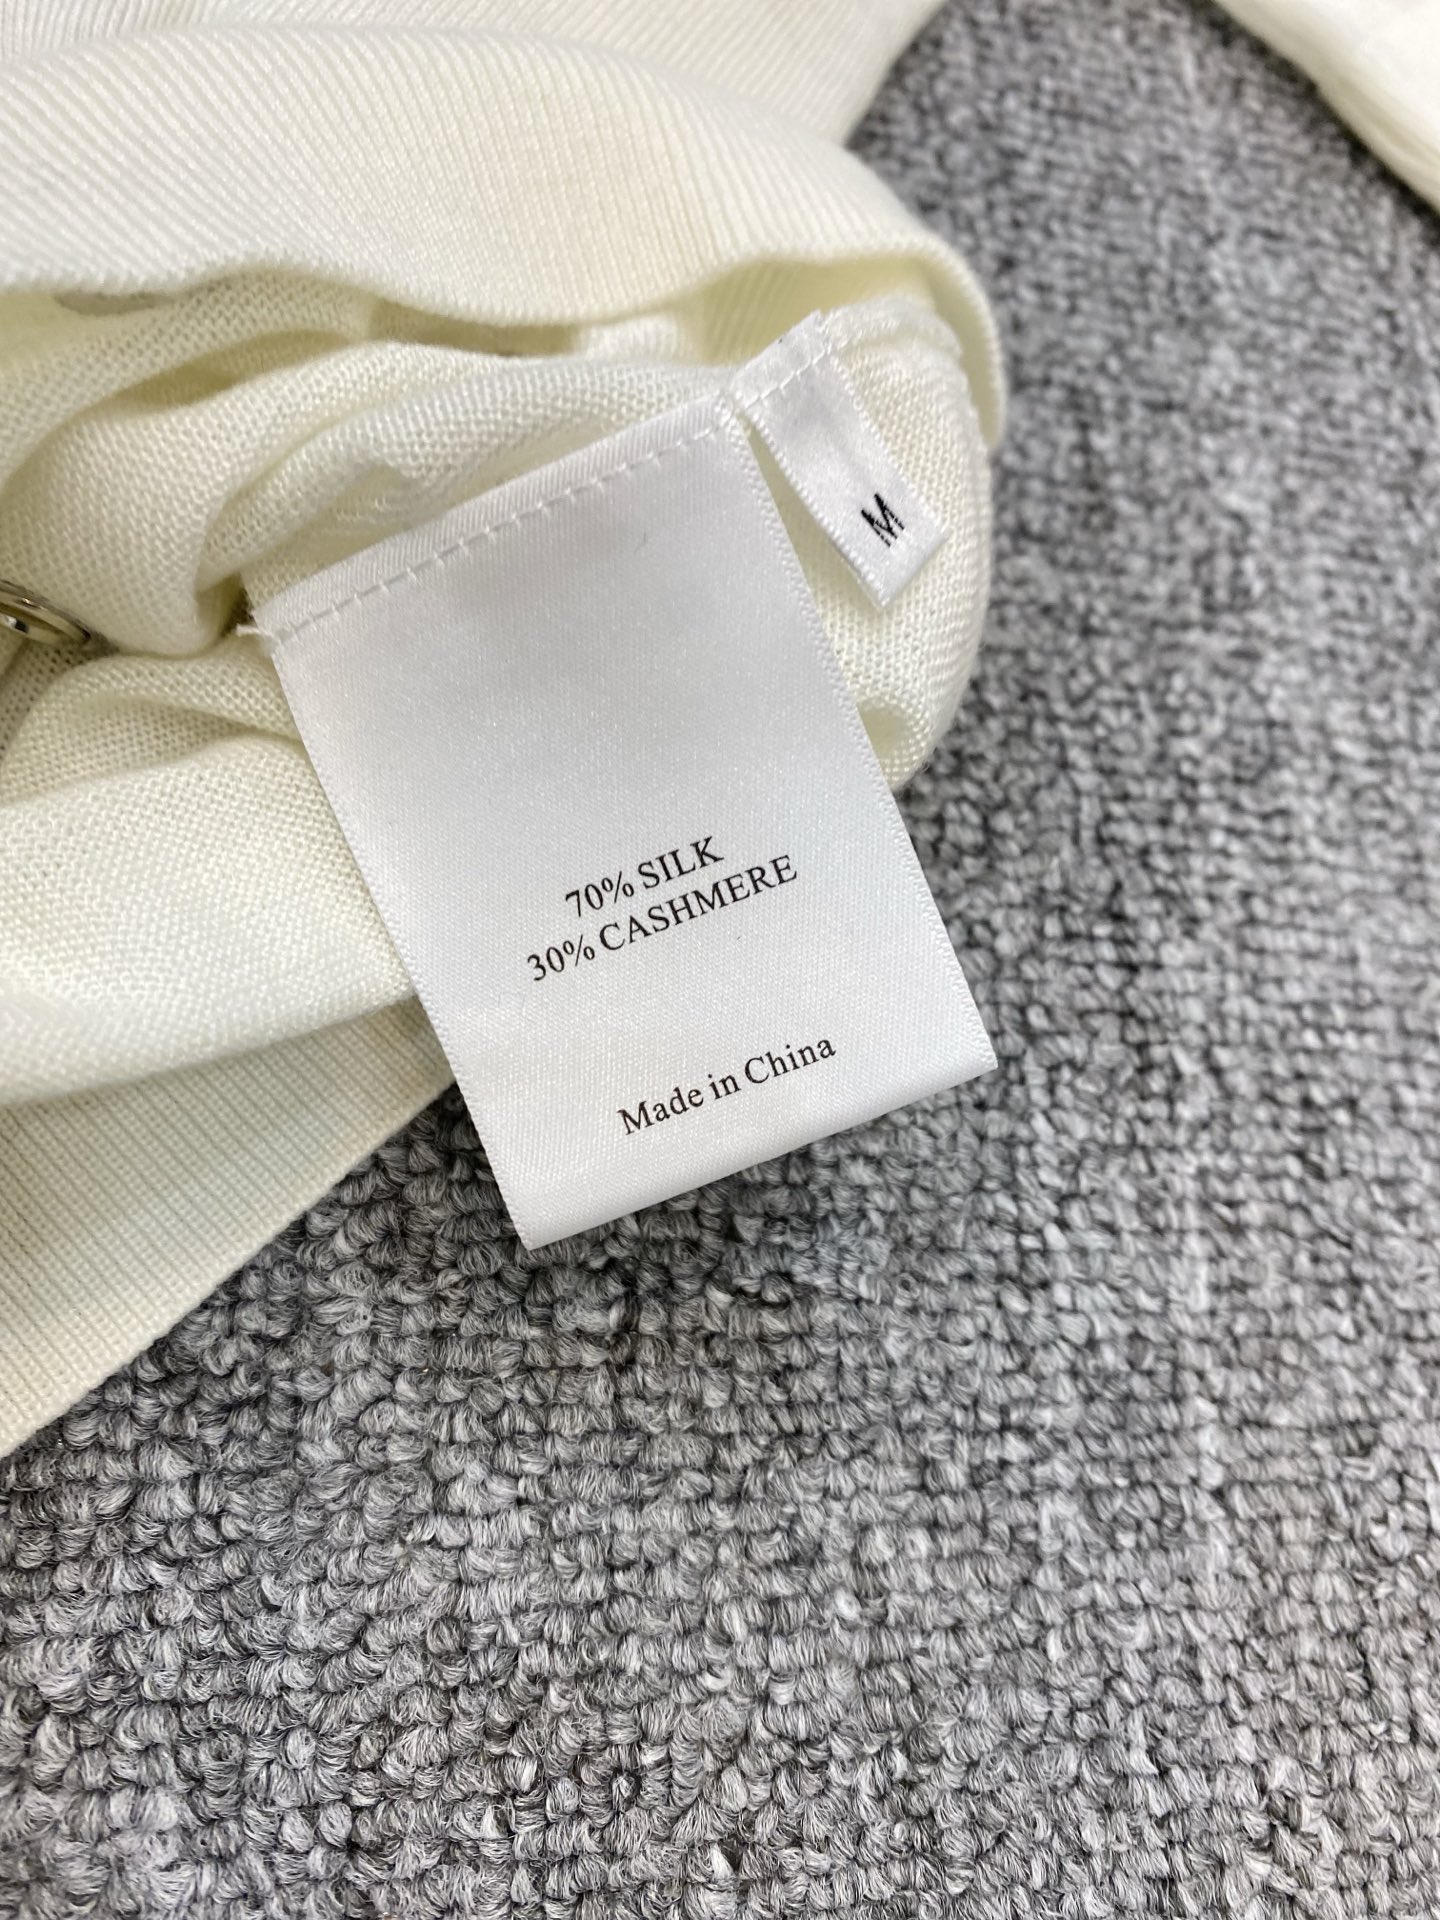 M
70% SILK
30% CASHMERE
Made in China